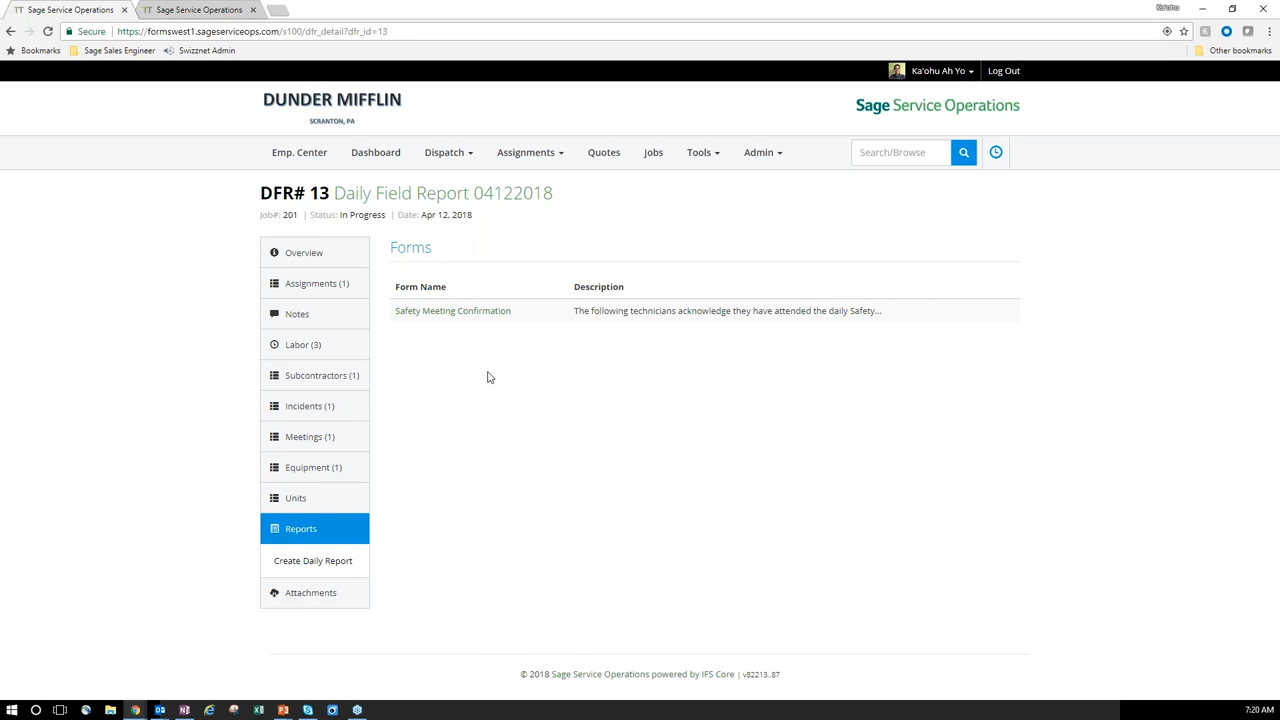 Sage Service Operations
Sage Service Operations
Ka'ohu
Secure
https://formswest1.sageserviceops.com/s100/dfr_detail?dfr_id=13
Bookmarks
Sage Sales Engineer
Swizznet Admin
Other bookmarks
Ka'ohu Ah Yo
Log Out
DUNDER MIFFLIN
SCRANTON, PA
Sage Service Operations
Emp. Center
Dashboard
Dispatch
Assignments
Quotes
Jobs
Tools
Admin
Search/Browse
DFR# 13 Daily Field Report 04122018
Job#: 201 | Status: In Progress | Date: Apr 12, 2018
Overview
Assignments (1)
Notes
Labor (3)
Subcontractors (1)
Incidents (1)
Meetings (1)
Equipment (1)
Units
Reports
Create Daily Report
Attachments
Forms
Form Name Description
Safety Meeting Confirmation The following technicians acknowledge they have attended the daily Safety...
© 2018 Sage Service Operations powered by IFS Core | v82213..87
7:20 AM